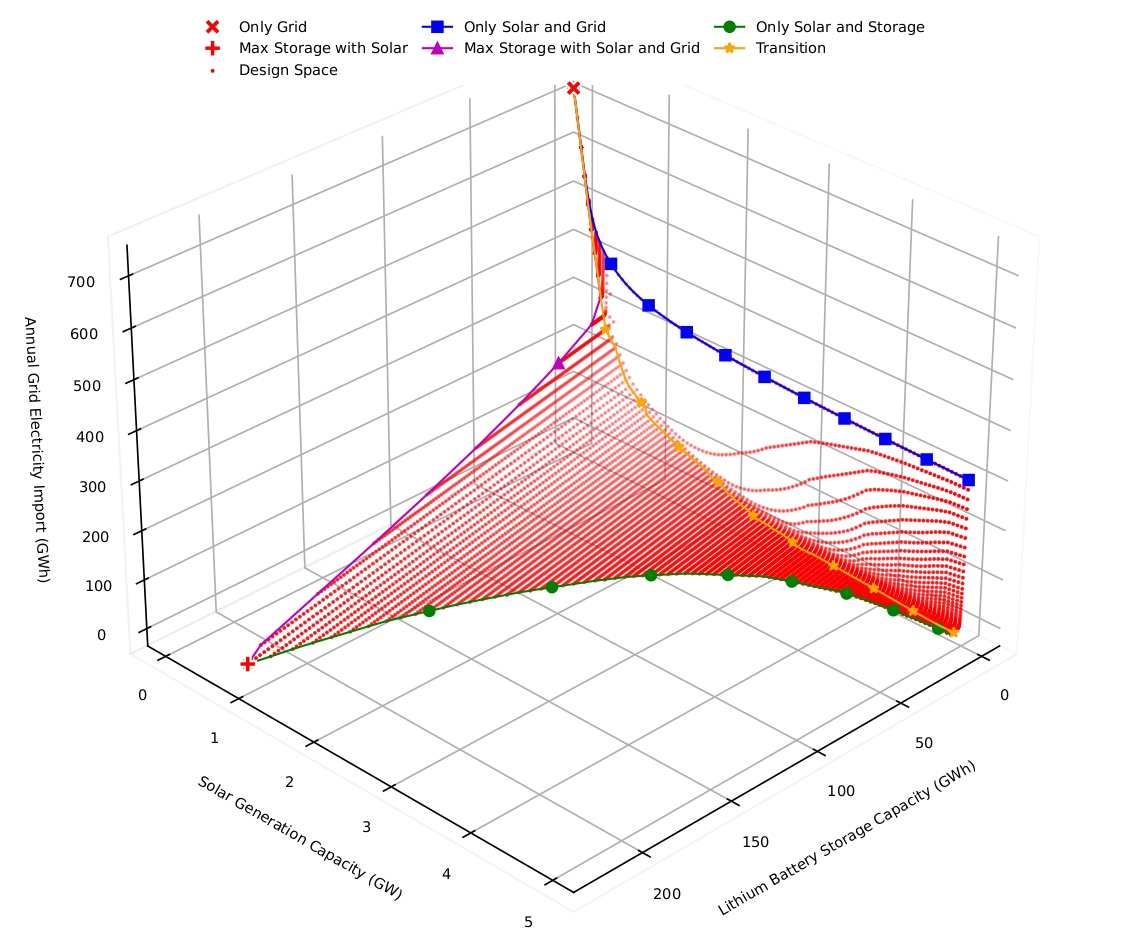 Only Grid
Only Solar and Grid
Only Solar and Storage
Max Storage with Solar
Max Storage with Solar and Grid
Transition
Design Space
700
600
500
400
300
200
100
0
Annual Grid Electricity Import (GWh)
0
1
2
3
4
5
Solar Generation Capacity (GW)
0
50
100
150
200
Lithium Battery Storage Capacity (GWh)